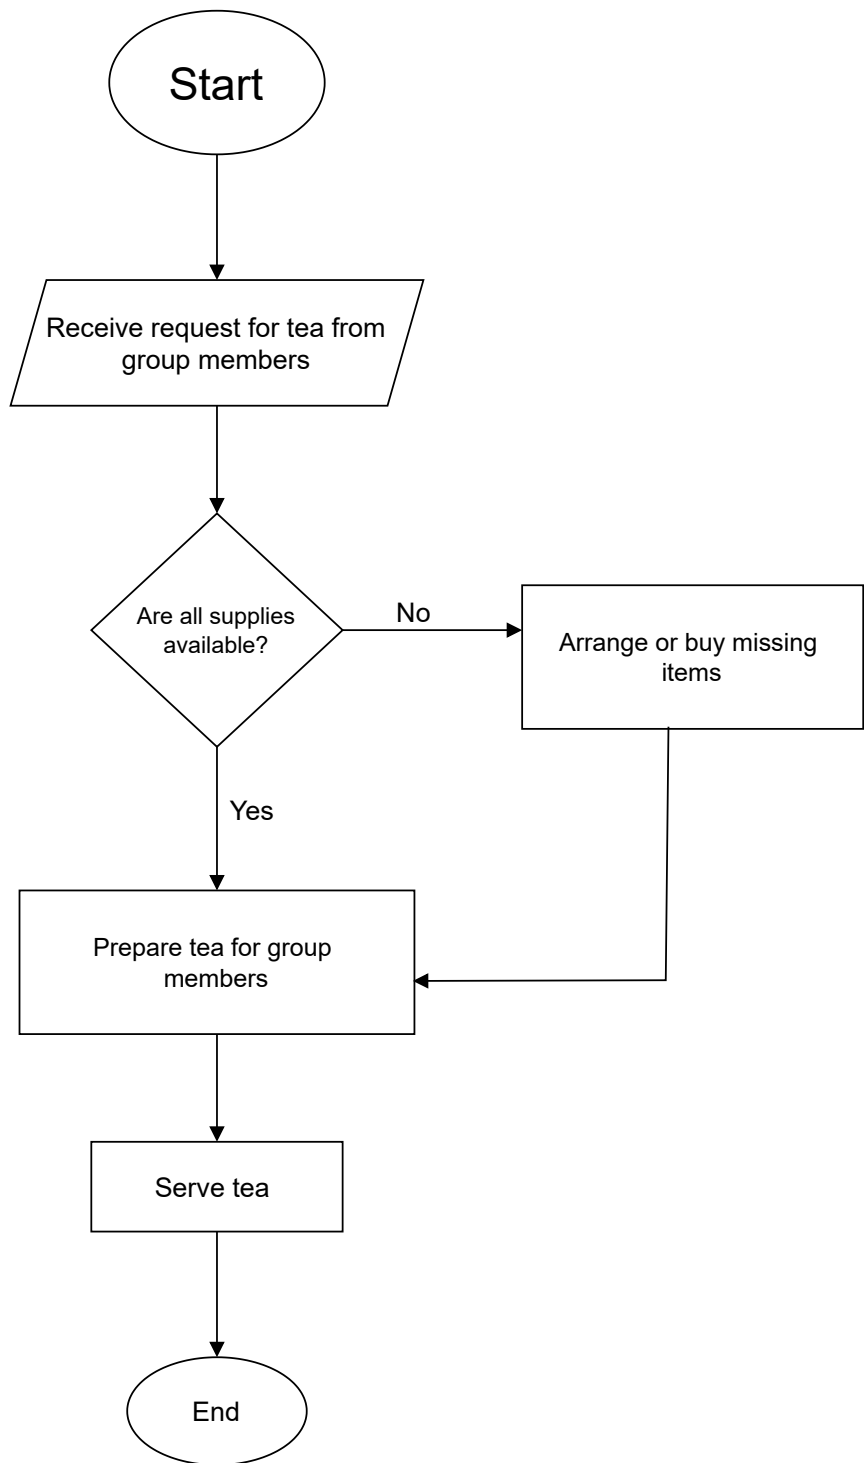 Start
Receive request for tea from
group members
Are all supplies
available?
No
Arrange or buy missing
items
Yes
Prepare tea for group
members
Serve tea
End